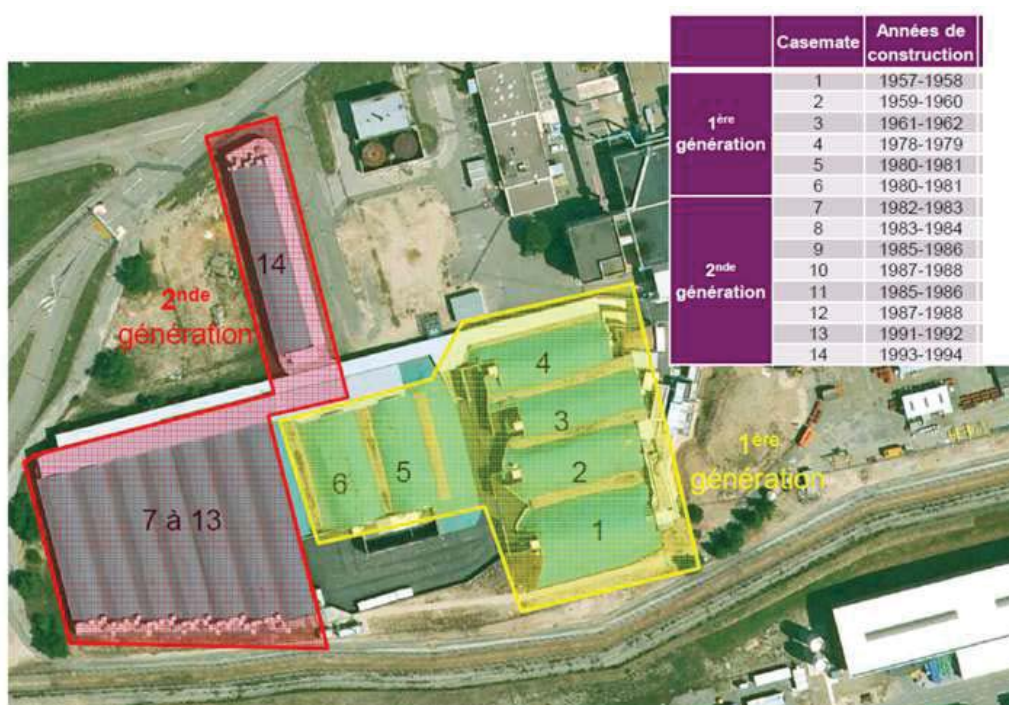 Casemate Années de construction
1ère génération
1 1957-1958
2 1959-1960
3 1961-1962
4 1978-1979
5 1980-1981
6 1980-1981
2nde génération
7 1982-1983
8 1983-1984
9 1985-1986
10 1987-1988
11 1985-1986
12 1987-1988
13 1991-1992
14 1993-1994
14
2nde
génération
4
3
2
1
6
5
7 à 13
1ère
génération